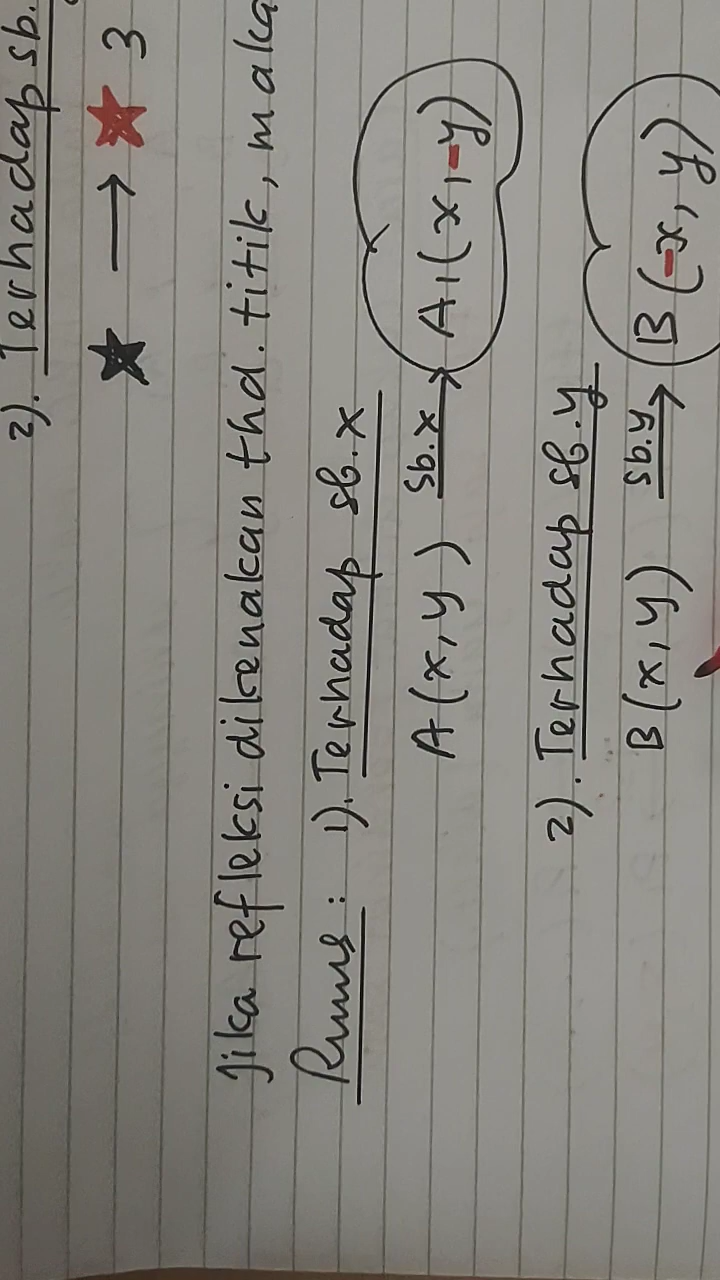 2). Terhadap sb.
★ → ★ 3
Jika refleksi dikenakan thd. titik, maka
Rumus : 1). Terhadap sb. x
A(x, y) sb.x → A1(x, -y)
2). Terhadap sb. y
B(x, y) sb.y → B(-x, y)